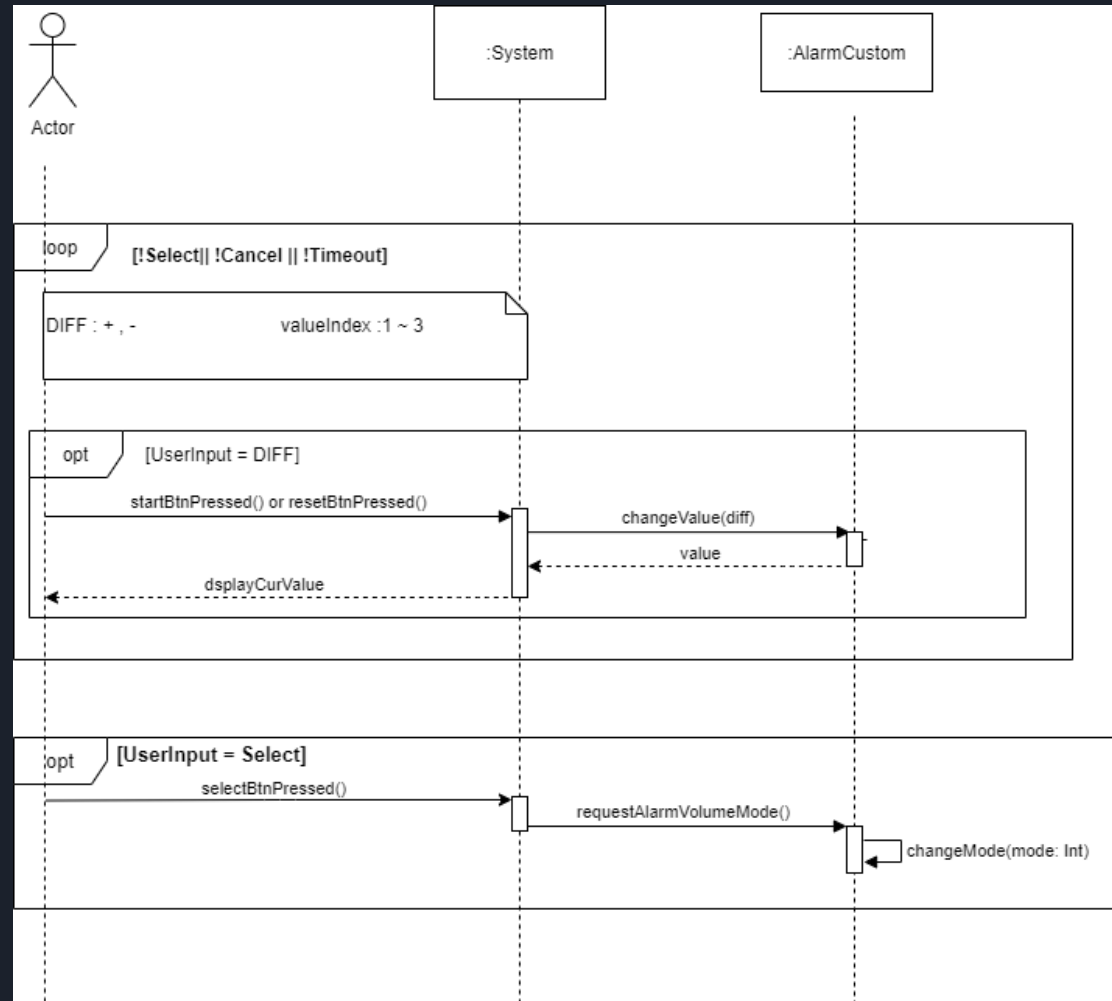 :System
:AlarmCustom
Actor
loop
[!Select|| !Cancel || !Timeout]
DIFF : + , -
valueIndex :1 ~ 3
opt
[UserInput = DIFF]
startBtnPressed() or resetBtnPressed()
changeValue(diff)
value
dsplayCurValue
opt
[UserInput = Select]
selectBtnPressed()
requestAlarmVolumeMode()
changeMode(mode: Int)